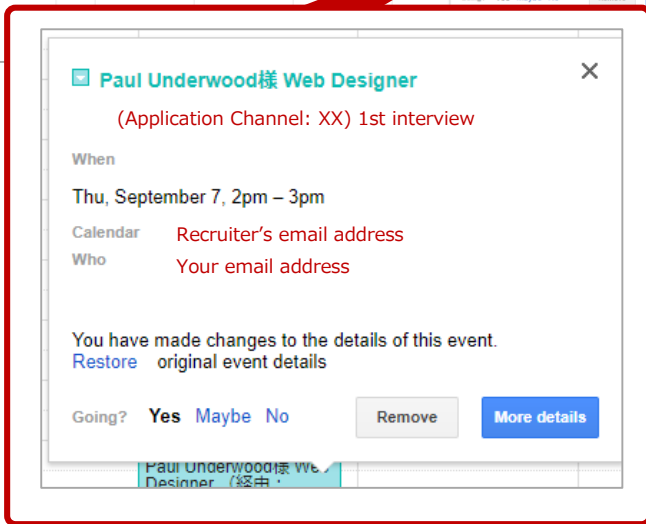 Paul Underwood様 Web Designer
(Application Channel: XX) 1st interview
When
Thu, September 7, 2pm – 3pm
Calendar Recruiter's email address
Who Your email address
You have made changes to the details of this event.
Restore original event details
Going? Yes Maybe No Remove More details
Paul Underwood様 We
Designer (経由: